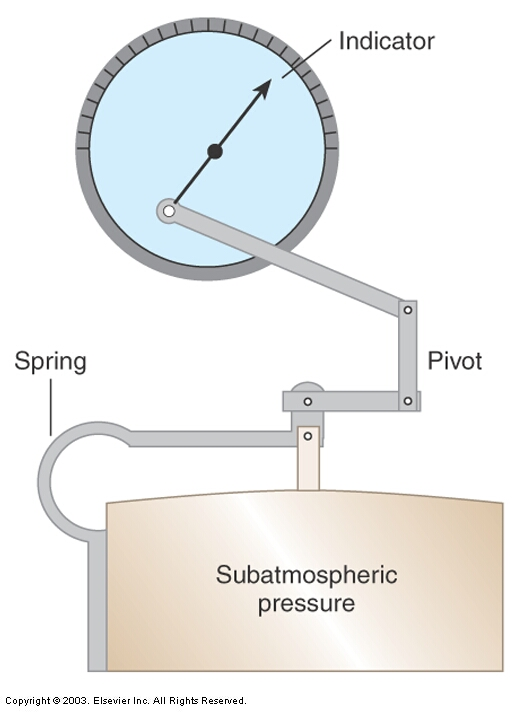 Indicator
Spring
Pivot
Subatmospheric
pressure
Copyright © 2003. Elsevier Inc. All Rights Reserved.